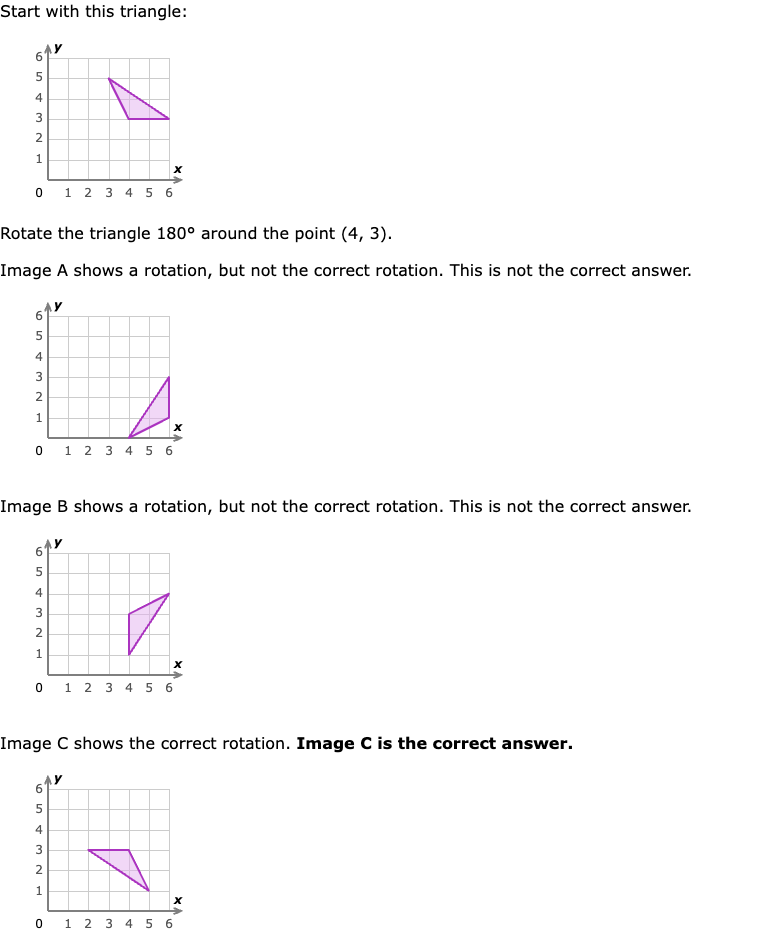 Start with this triangle:
y
6
5
4
3
2
1
x
0 1 2 3 4 5 6
Rotate the triangle 180° around the point (4, 3).
Image A shows a rotation, but not the correct rotation. This is not the correct answer.
y
6
5
4
3
2
1
x
0 1 2 3 4 5 6
Image B shows a rotation, but not the correct rotation. This is not the correct answer.
y
6
5
4
3
2
1
x
0 1 2 3 4 5 6
Image C shows the correct rotation. Image C is the correct answer.
y
6
5
4
3
2
1
x
0 1 2 3 4 5 6